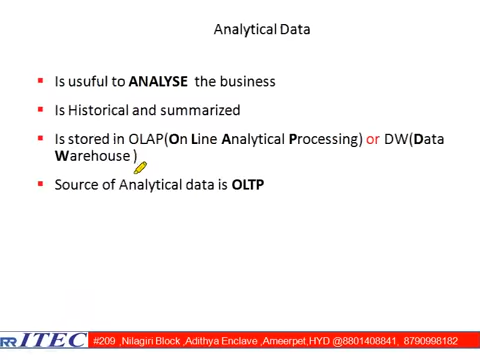 Analytical Data
Is usuful to ANALYSE the business
Is Historical and summarized
Is stored in OLAP(On Line Analytical Processing) or DW(Data
Warehouse )
Source of Analytical data is OLTP
RR ITEC #209 ,Nilagiri Block ,Adithya Enclave ,Ameerpet,HYD @8801408841, 8790998182